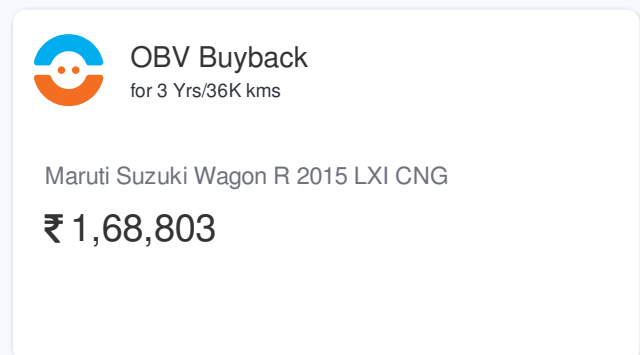 OBV Buyback
for 3 Yrs/36K kms
Maruti Suzuki Wagon R 2015 LXI CNG
₹ 1,68,803